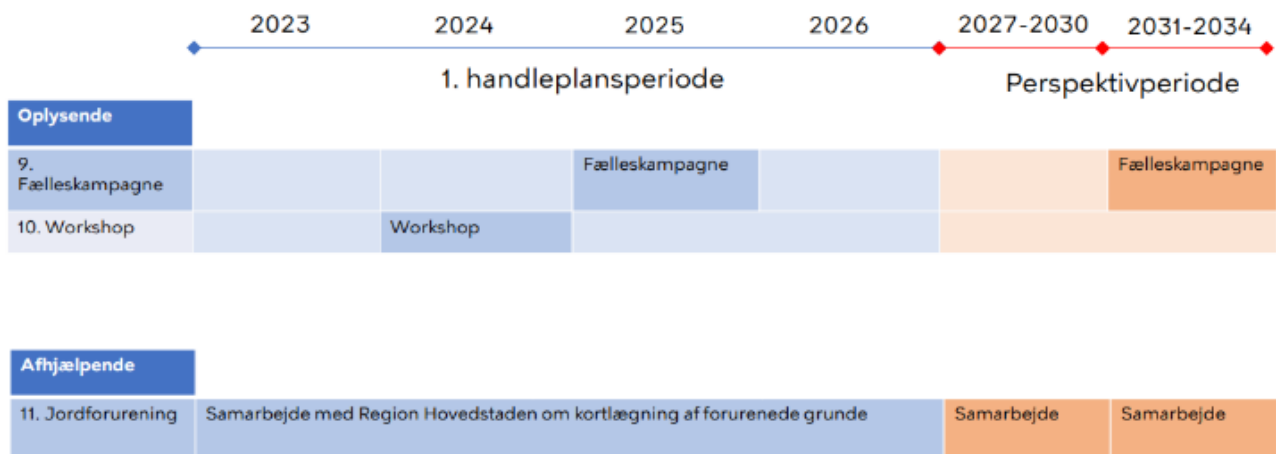 2023 2024 2025 2026 2027-2030 2031-2034
1. handleplansperiode Perspektivperiode
Oplysende
9.
Fælleskampagne
Fælleskampagne
Fælleskampagne
10. Workshop Workshop
Afhjælpende
11. Jordforurening Samarbejde med Region Hovedstaden om kortlægning af forurenede grunde Samarbejde Samarbejde